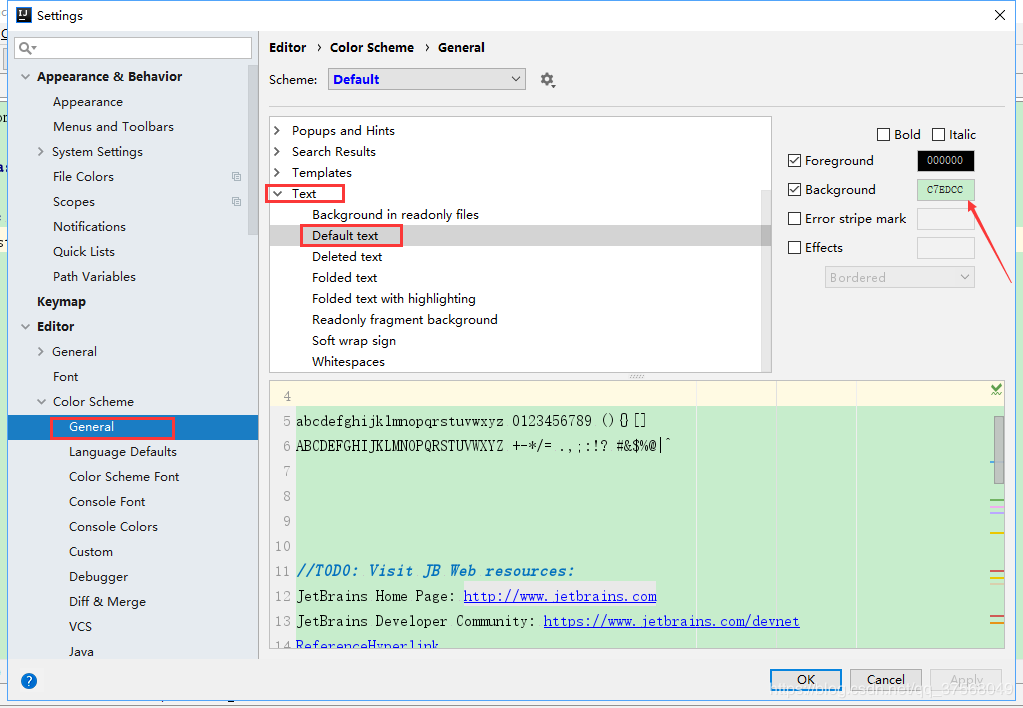 Settings
Appearance & Behavior
Appearance
Menus and Toolbars
System Settings
File Colors
Scopes
Notifications
Quick Lists
Path Variables
Keymap
Editor
General
Font
Color Scheme
General
Language Defaults
Color Scheme Font
Console Font
Console Colors
Custom
Debugger
Diff & Merge
VCS
Java
Editor › Color Scheme › General
Scheme: Default
Popups and Hints
Search Results
Templates
Text
Background in readonly files
Default text
Deleted text
Folded text
Folded text with highlighting
Readonly fragment background
Soft wrap sign
Whitespaces
Bold Italic
Foreground 000000
Background C7EDCC
Error stripe mark
Effects
Bordered
4
5 abcdefghijklmnopqrstuvwxyz 0123456789 (){}[]
6 ABCDEFGHIJKLMNOPQRSTUVWXYZ +-*/= .,;:!? #&$%@|^
7
8
9
10
11 //TODO: Visit JB Web resources:
12 JetBrains Home Page: http://www.jetbrains.com
13 JetBrains Developer Community: https://www.jetbrains.com/devnet
14 ReferenceHyperlink
?
OK Cancel Apply
https://blog.csdn.net/qq_37568049